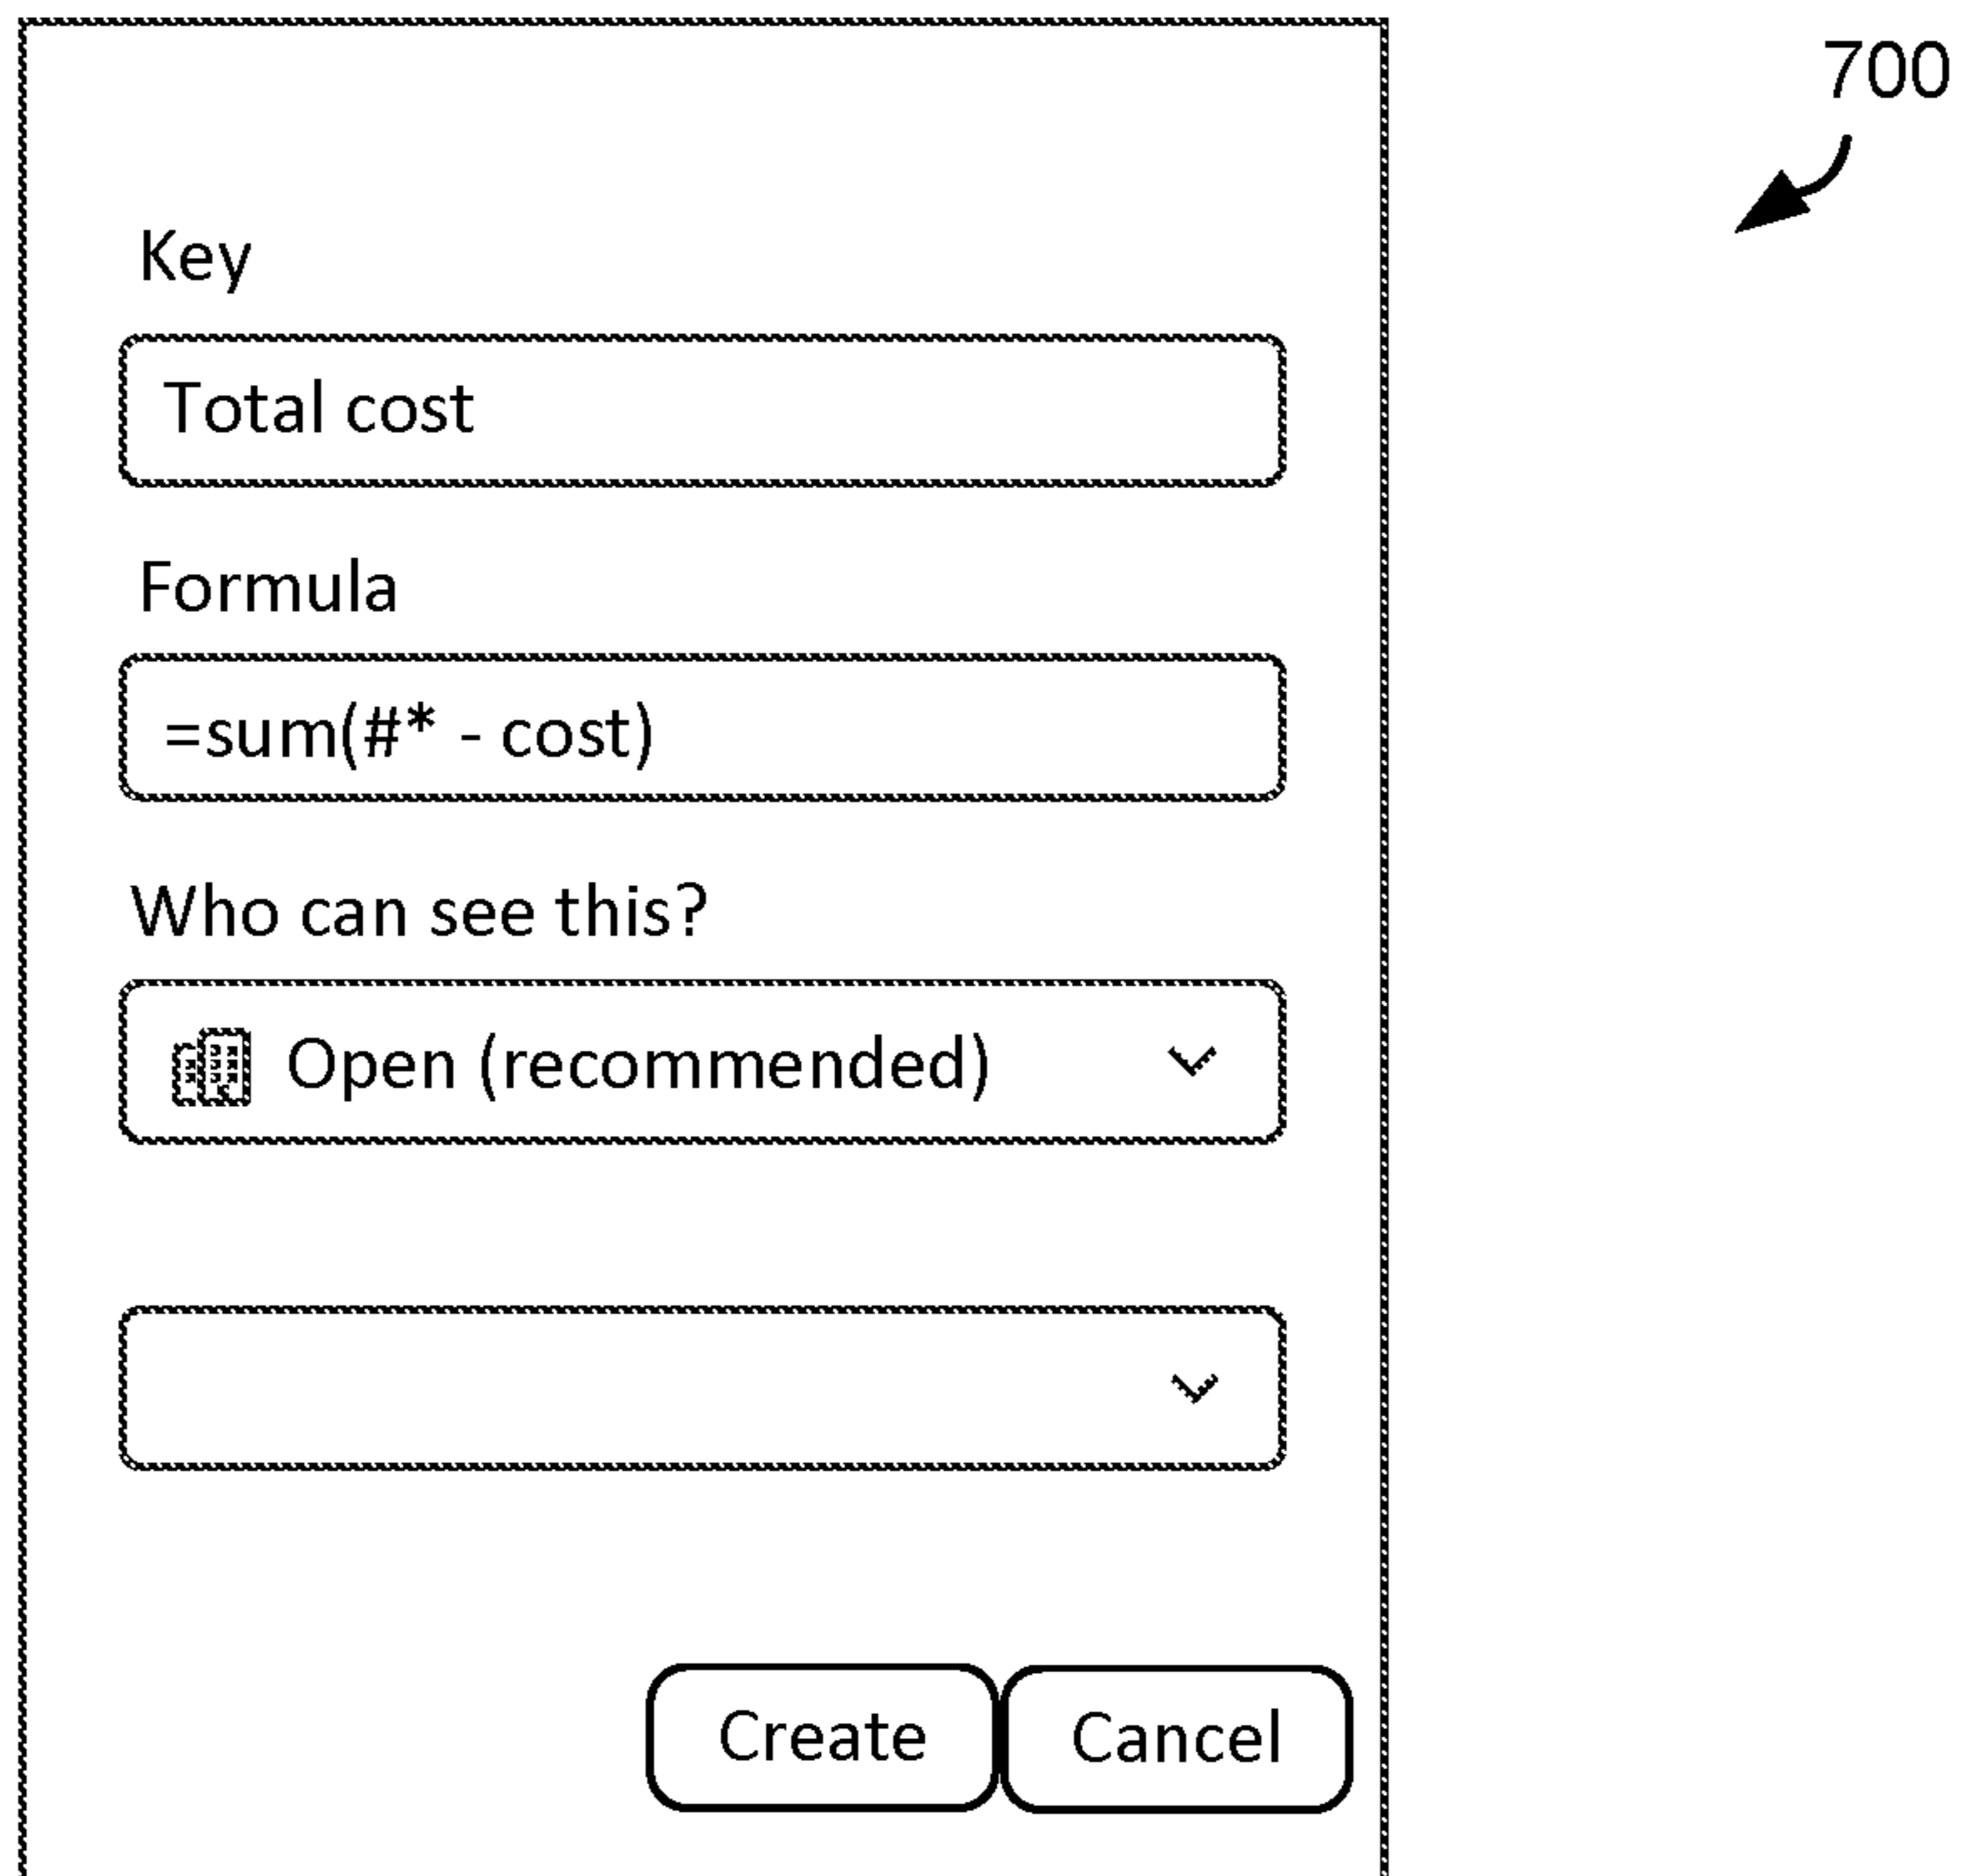 700
Key
Total cost
Formula
=sum(#* - cost)
Who can see this?
Open (recommended)
Create Cancel